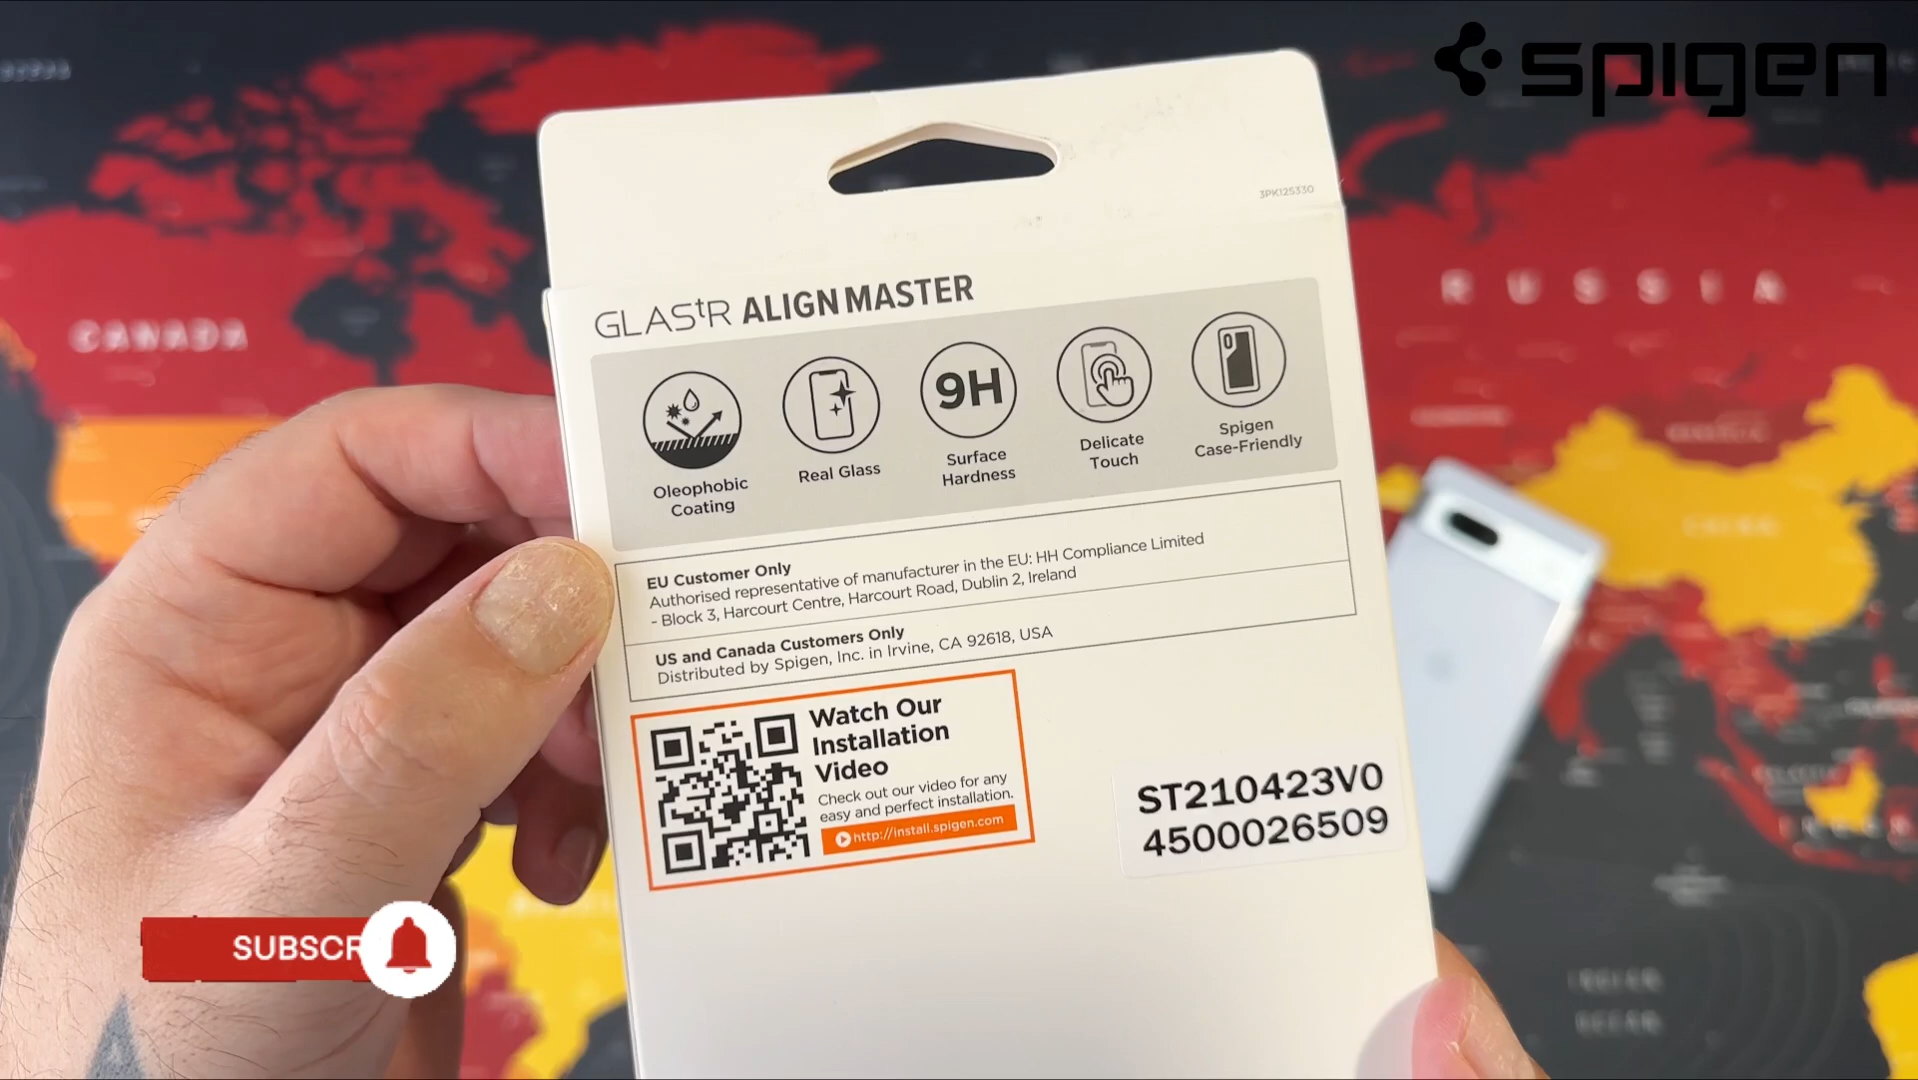 spigen
3PK125330
GLAStR ALIGN MASTER
Oleophobic
Coating
Real Glass
9H
Surface
Hardness
Delicate
Touch
Spigen
Case-Friendly
EU Customer Only
Authorised representative of manufacturer in the EU: HH Compliance Limited
- Block 3, Harcourt Centre, Harcourt Road, Dublin 2, Ireland
US and Canada Customers Only
Distributed by Spigen, Inc. in Irvine, CA 92618, USA
Watch Our
Installation
Video
Check out our video for any
easy and perfect installation.
http://install.spigen.com
ST210423V0
4500026509
CANADA
RUSSIA
CHINA
SUBSCR